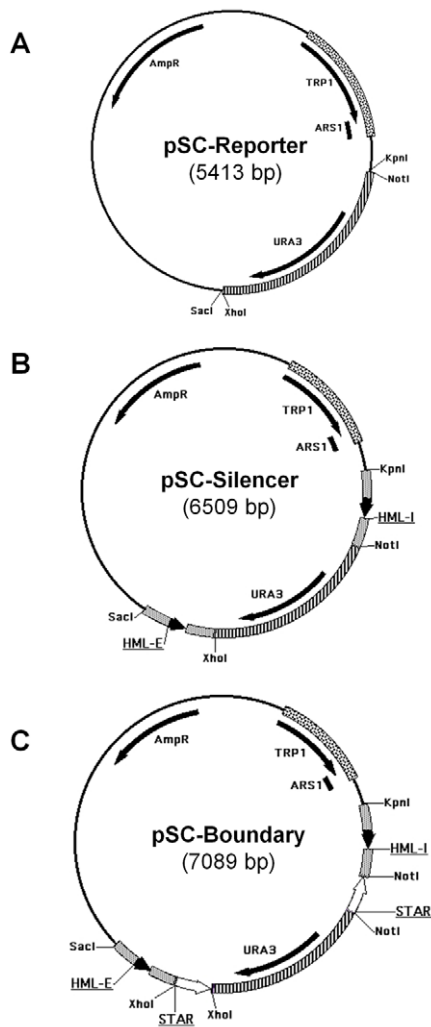 A
AmpR
TRP1
ARS1
pSC-Reporter
(5413 bp)
KpnI
NotI
URA3
SacI
XhoI
B
AmpR
TRP1
ARS1
KpnI
pSC-Silencer
(6509 bp)
HML-I
NotI
URA3
SacI
HML-E
XhoI
C
AmpR
TRP1
ARS1
KpnI
pSC-Boundary
(7089 bp)
HML-I
NotI
STAR
NotI
URA3
SacI
HML-E
XhoI
STAR
XhoI